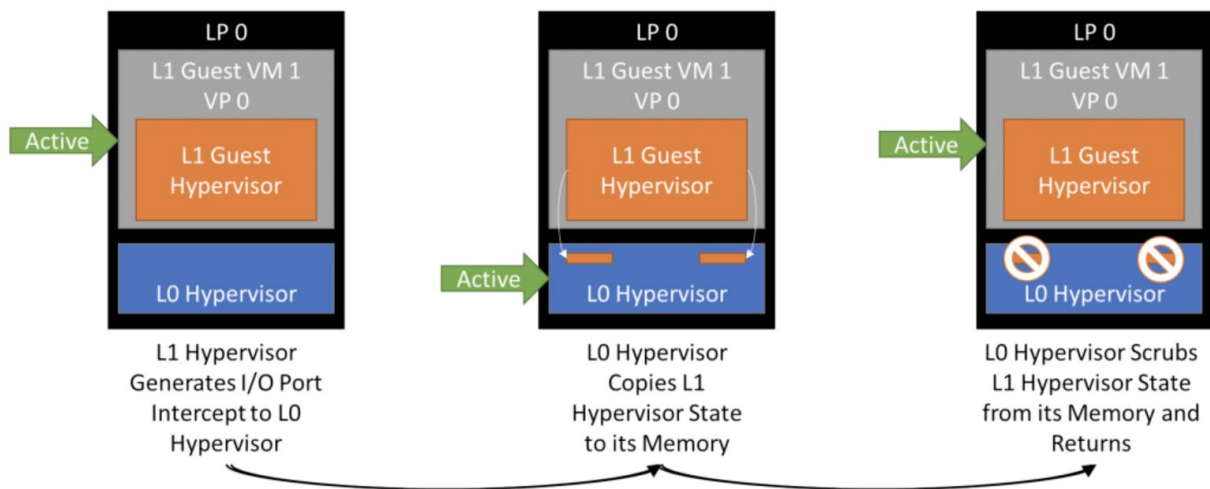 LP 0
L1 Guest VM 1
VP 0
Active
L1 Guest
Hypervisor
L0 Hypervisor
L1 Hypervisor
Generates I/O Port
Intercept to L0
Hypervisor
LP 0
L1 Guest VM 1
VP 0
L1 Guest
Hypervisor
Active
L0 Hypervisor
L0 Hypervisor
Copies L1
Hypervisor State
to its Memory
LP 0
L1 Guest VM 1
VP 0
Active
L1 Guest
Hypervisor
L0 Hypervisor
L0 Hypervisor Scrubs
L1 Hypervisor State
from its Memory and
Returns